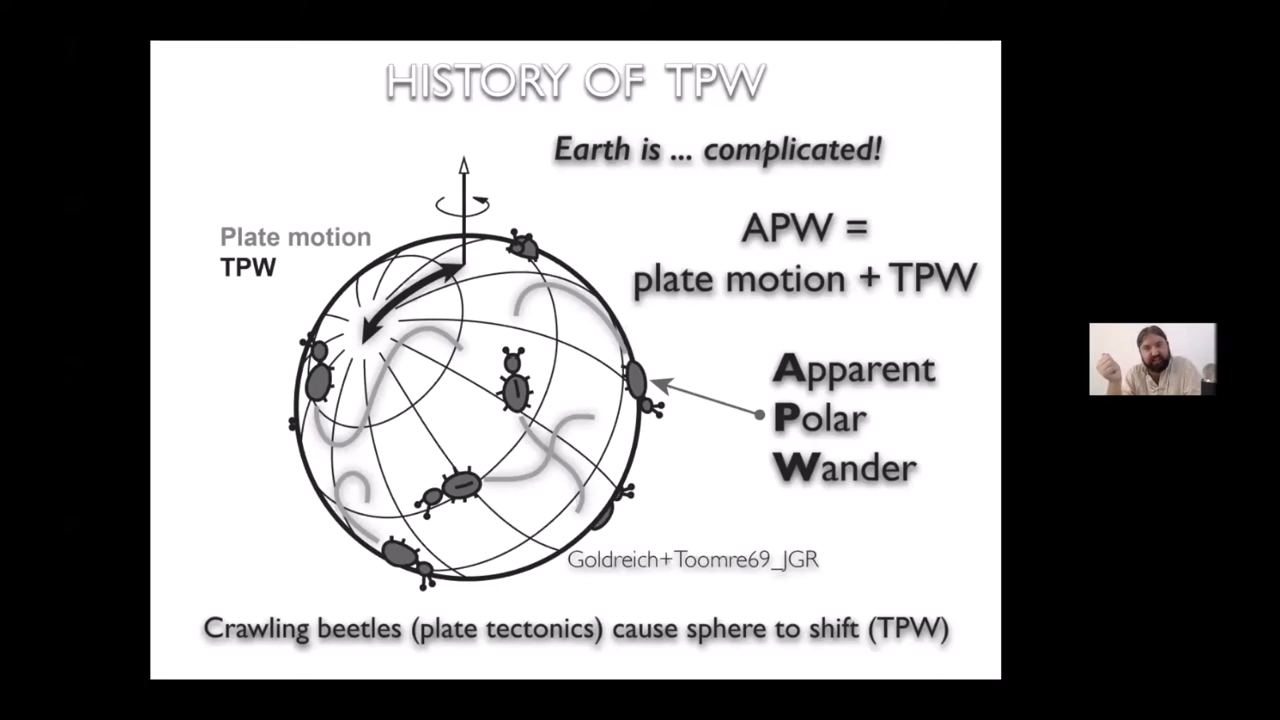 HISTORY OF TPW
Earth is ... complicated!
Plate motion
TPW
APW =
plate motion + TPW
Apparent
Polar
Wander
Goldreich+Toomre69_JGR
Crawling beetles (plate tectonics) cause sphere to shift (TPW)